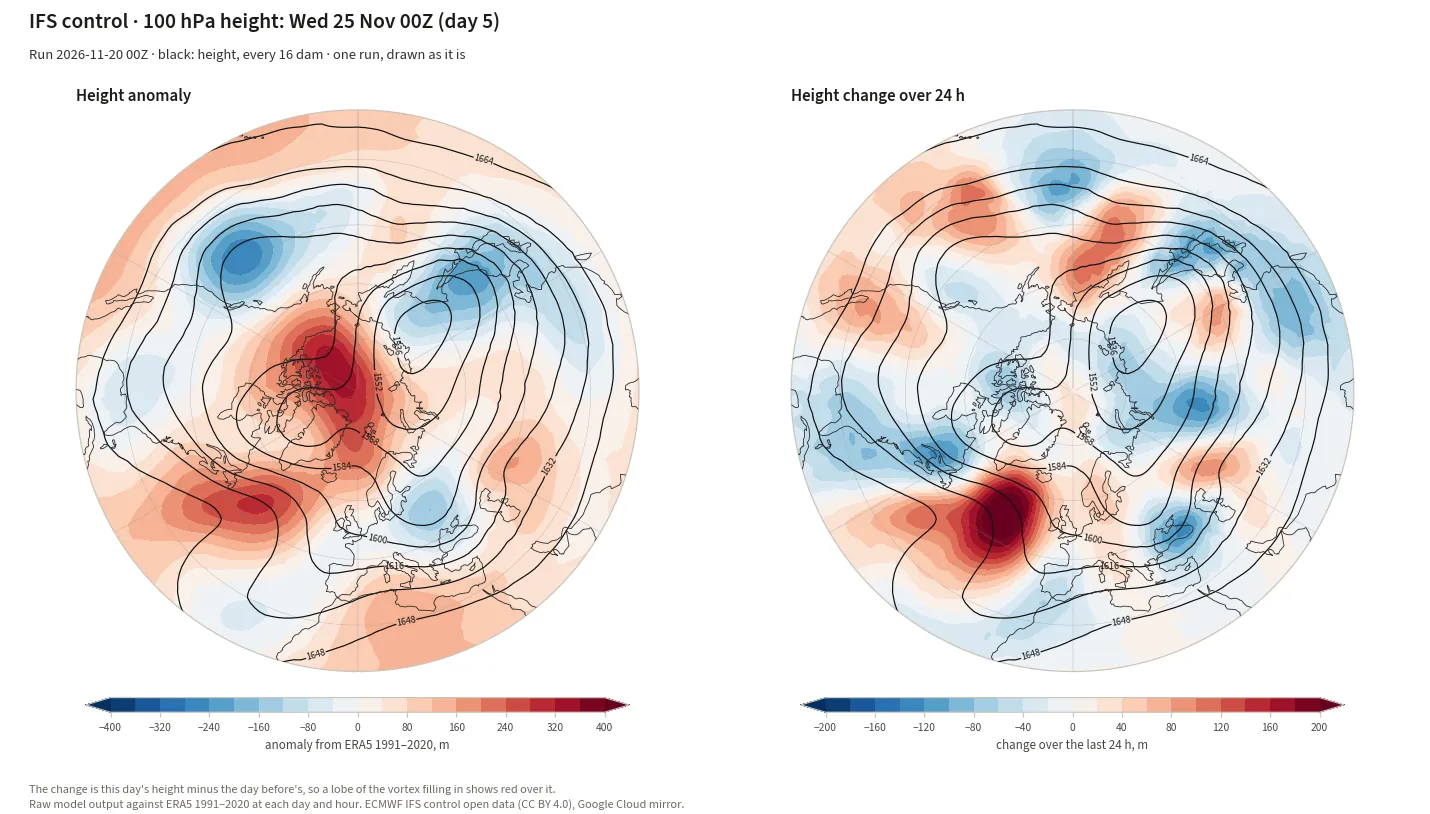 IFS control · 100 hPa height: Wed 25 Nov 00Z (day 5)
Run 2026-11-20 00Z · black: height, every 16 dam · one run, drawn as it is
Height anomaly
Height change over 24 h
1664
1536
1552
1568
1584
1632
1600
1616
1648
1648
1664
1536
1552
1568
1584
1632
1600
1616
1648
1648
−400 −320 −240 −160 −80 0 80 160 240 320 400
anomaly from ERA5 1991–2020, m
−200 −160 −120 −80 −40 0 40 80 120 160 200
change over the last 24 h, m
The change is this day's height minus the day before's, so a lobe of the vortex filling in shows red over it.
Raw model output against ERA5 1991–2020 at each day and hour. ECMWF IFS control open data (CC BY 4.0), Google Cloud mirror.